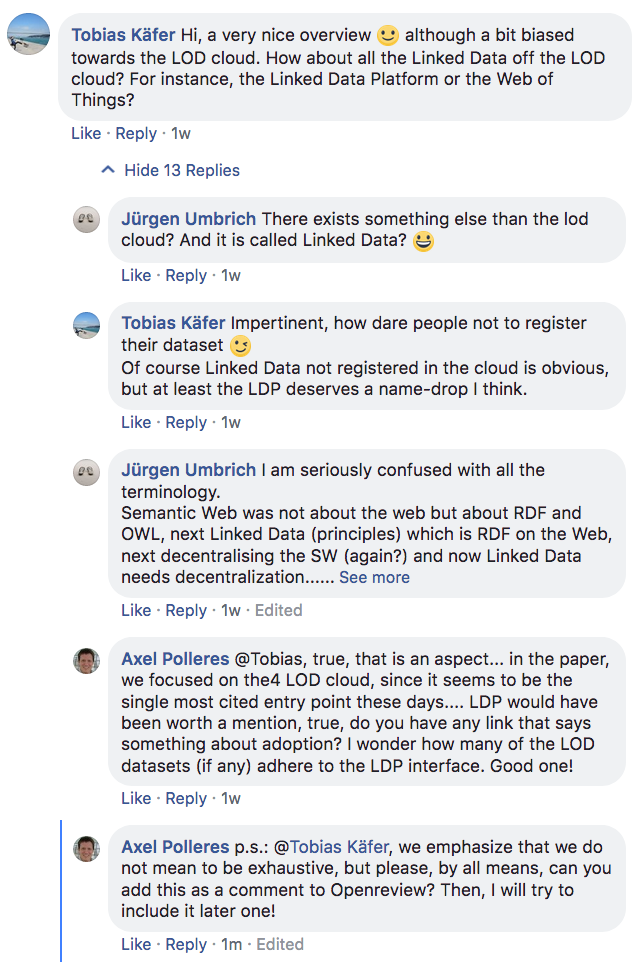 Tobias Käfer Hi, a very nice overview 🙂 although a bit biased
towards the LOD cloud. How about all the Linked Data off the LOD
cloud? For instance, the Linked Data Platform or the Web of
Things?
Like · Reply · 1w
Hide 13 Replies
Jürgen Umbrich There exists something else than the lod
cloud? And it is called Linked Data? 😀
Like · Reply · 1w
Tobias Käfer Impertinent, how dare people not to register
their dataset 😉
Of course Linked Data not registered in the cloud is obvious,
but at least the LDP deserves a name-drop I think.
Like · Reply · 1w
Jürgen Umbrich I am seriously confused with all the
terminology.
Semantic Web was not about the web but about RDF and
OWL, next Linked Data (principles) which is RDF on the Web,
next decentralising the SW (again?) and now Linked Data
needs decentralization...... See more
Like · Reply · 1w · Edited
Axel Polleres @Tobias, true, that is an aspect... in the paper,
we focused on the4 LOD cloud, since it seems to be the
single most cited entry point these days.... LDP would have
been worth a mention, true, do you have any link that says
something about adoption? I wonder how many of the LOD
datasets (if any) adhere to the LDP interface. Good one!
Like · Reply · 1w
Axel Polleres p.s.: @Tobias Käfer, we emphasize that we do
not mean to be exhaustive, but please, by all means, can you
add this as a comment to Openreview? Then, I will try to
include it later one!
Like · Reply · 1m · Edited